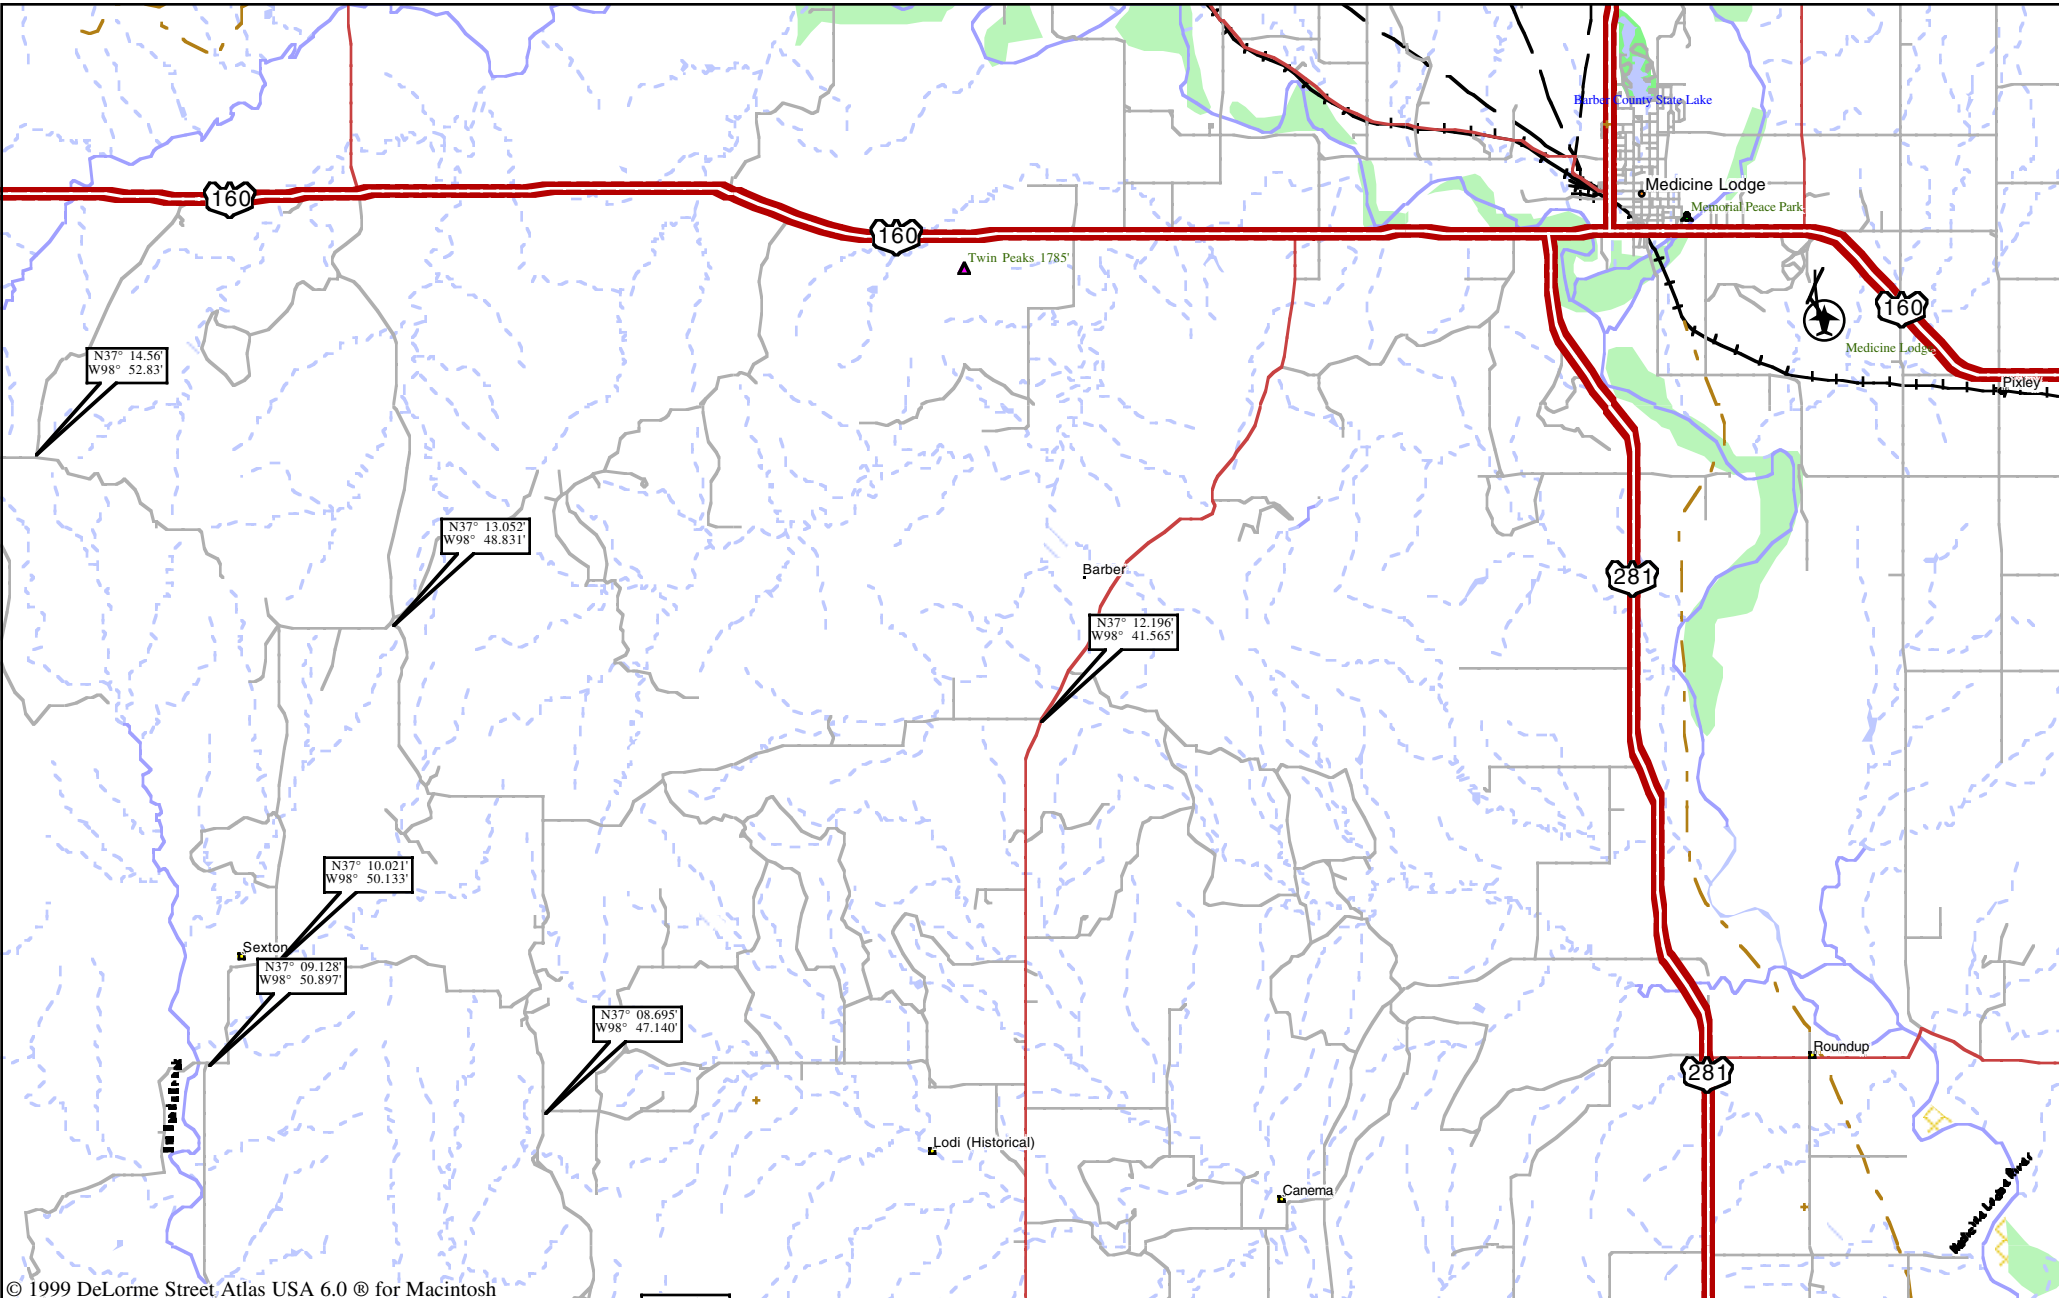 Barber County State Lake
160
Medicine Lodge
Memorial Peace Park
160
Twin Peaks 1785'
160
Medicine Lodge
N37° 14.56'
W98° 52.83'
Pixley
N37° 13.052'
W98° 48.831'
Barber
281
N37° 12.196'
W98° 41.565'
N37° 10.021'
W98° 50.133'
Sexton
N37° 09.128'
W98° 50.897'
N37° 08.695'
W98° 47.140'
Roundup
281
Lodi (Historical)
Canema
© 1999 DeLorme Street Atlas USA 6.0 ® for Macintosh